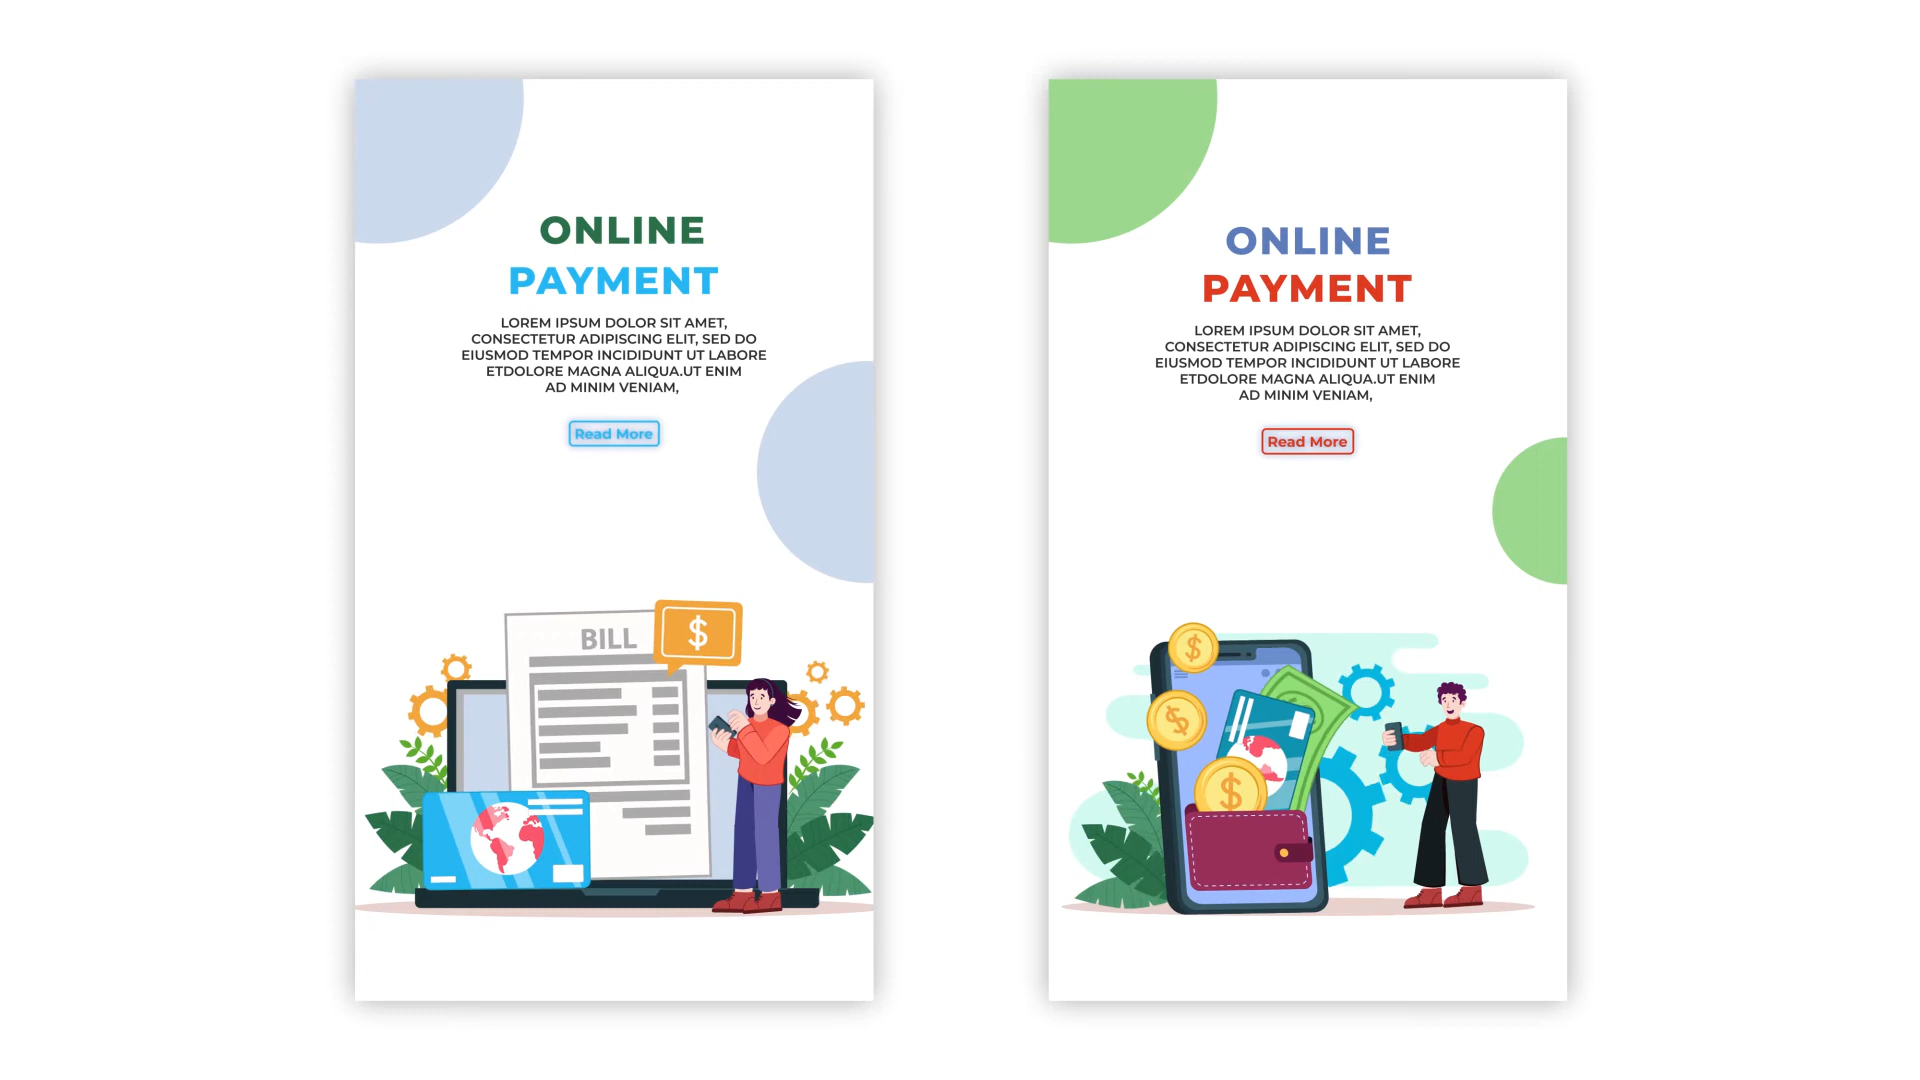 ONLINE
PAYMENT
LOREM IPSUM DOLOR SIT AMET,
CONSECTETUR ADIPISCING ELIT, SED DO
EIUSMOD TEMPOR INCIDIDUNT UT LABORE
ETDOLORE MAGNA ALIQUA.UT ENIM
AD MINIM VENIAM,
Read More
BILL
$
ONLINE
PAYMENT
LOREM IPSUM DOLOR SIT AMET,
CONSECTETUR ADIPISCING ELIT, SED DO
EIUSMOD TEMPOR INCIDIDUNT UT LABORE
ETDOLORE MAGNA ALIQUA.UT ENIM
AD MINIM VENIAM,
Read More
$
$
$